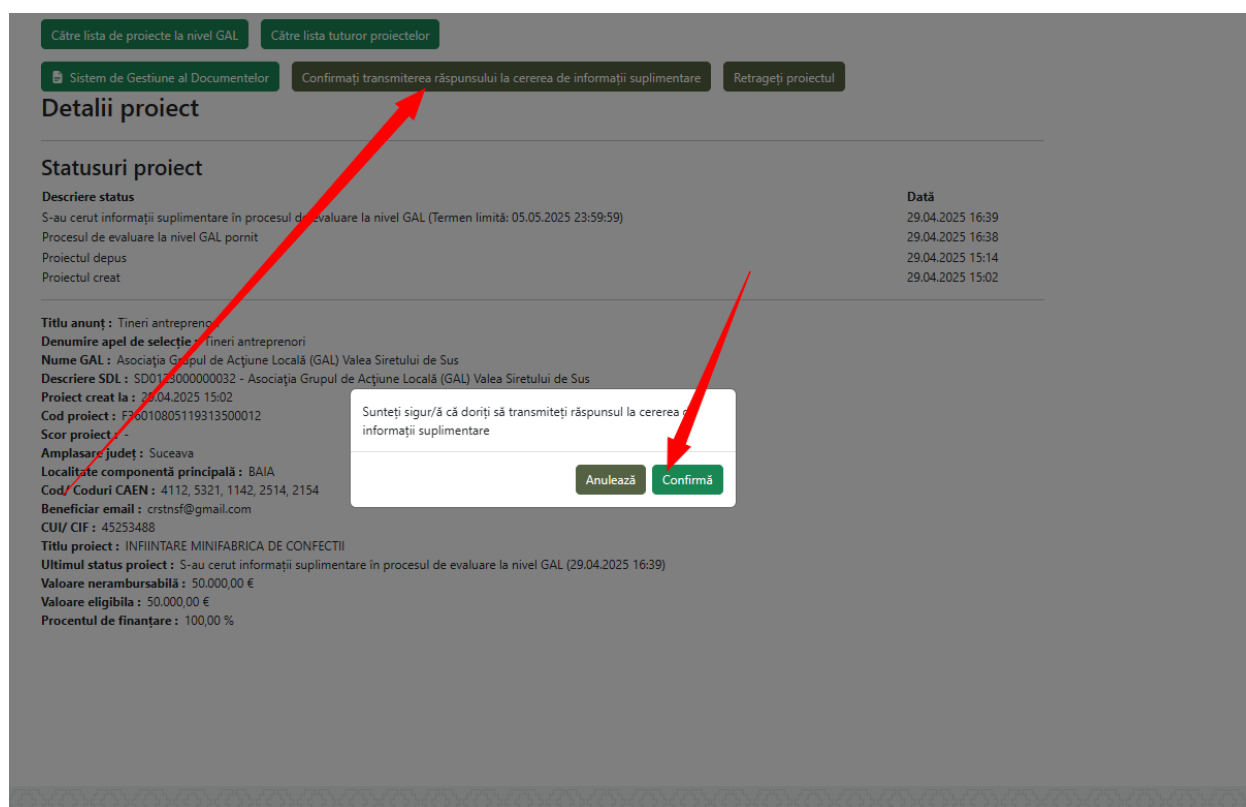 Către lista de proiecte la nivel GAL
Către lista tuturor proiectelor
Sistem de Gestiune al Documentelor
Confirmați transmiterea răspunsului la cererea de informații suplimentare
Retrageți proiectul
Detalii proiect
Statusuri proiect
Descriere status Dată
S-au cerut informații suplimentare în procesul de evaluare la nivel GAL (Termen limită: 05.05.2025 23:59:59) 29.04.2025 16:39
Procesul de evaluare la nivel GAL pornit 29.04.2025 16:38
Proiectul depus 29.04.2025 15:14
Proiectul creat 29.04.2025 15:02
Titlu anunț : Tineri antreprenori
Denumire apel de selecție : Tineri antreprenori
Nume GAL : Asociaţia Grupul de Acţiune Locală (GAL) Valea Siretului de Sus
Descriere SDL : SD0123000000032 - Asociaţia Grupul de Acţiune Locală (GAL) Valea Siretului de Sus
Proiect creat la : 29.04.2025 15:02
Cod proiect : F36010805119313500012
Scor proiect : -
Amplasare județ : Suceava
Localitate componentă principală : BAIA
Cod/ Coduri CAEN : 4112, 5321, 1142, 2514, 2154
Beneficiar email : crstnsf@gmail.com
CUI/ CIF : 45253488
Titlu proiect : INFIINTARE MINIFABRICA DE CONFECTII
Ultimul status proiect : S-au cerut informații suplimentare în procesul de evaluare la nivel GAL (29.04.2025 16:39)
Valoare nerambursabilă : 50.000,00 €
Valoare eligibila : 50.000,00 €
Procentul de finanțare : 100,00 %
Sunteți sigur/ă că doriți să transmiteți răspunsul la cererea de
informații suplimentare
Anulează
Confirmă